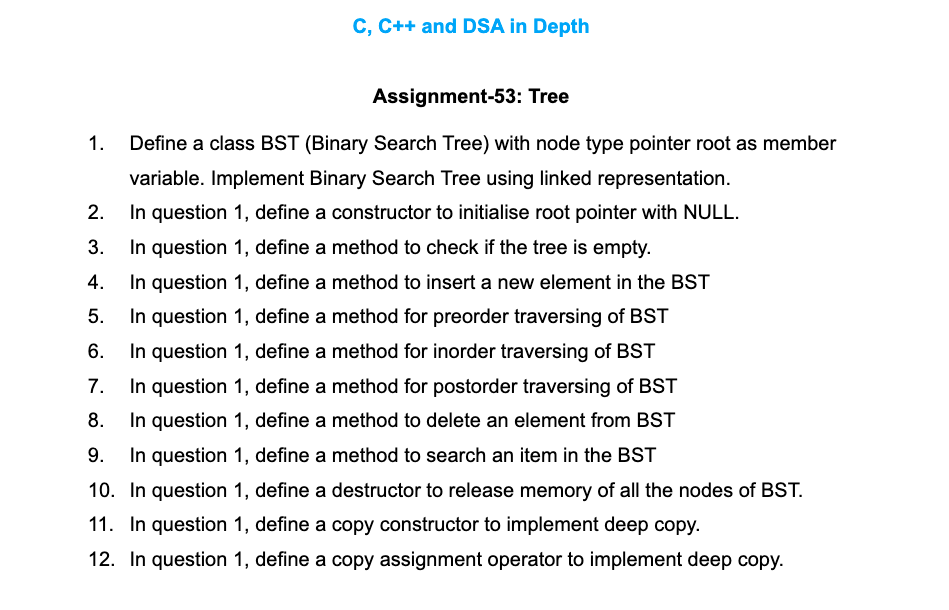 C, C++ and DSA in Depth
Assignment-53: Tree
1. Define a class BST (Binary Search Tree) with node type pointer root as member
variable. Implement Binary Search Tree using linked representation.
2. In question 1, define a constructor to initialise root pointer with NULL.
3. In question 1, define a method to check if the tree is empty.
4. In question 1, define a method to insert a new element in the BST
5. In question 1, define a method for preorder traversing of BST
6. In question 1, define a method for inorder traversing of BST
7. In question 1, define a method for postorder traversing of BST
8. In question 1, define a method to delete an element from BST
9. In question 1, define a method to search an item in the BST
10. In question 1, define a destructor to release memory of all the nodes of BST.
11. In question 1, define a copy constructor to implement deep copy.
12. In question 1, define a copy assignment operator to implement deep copy.